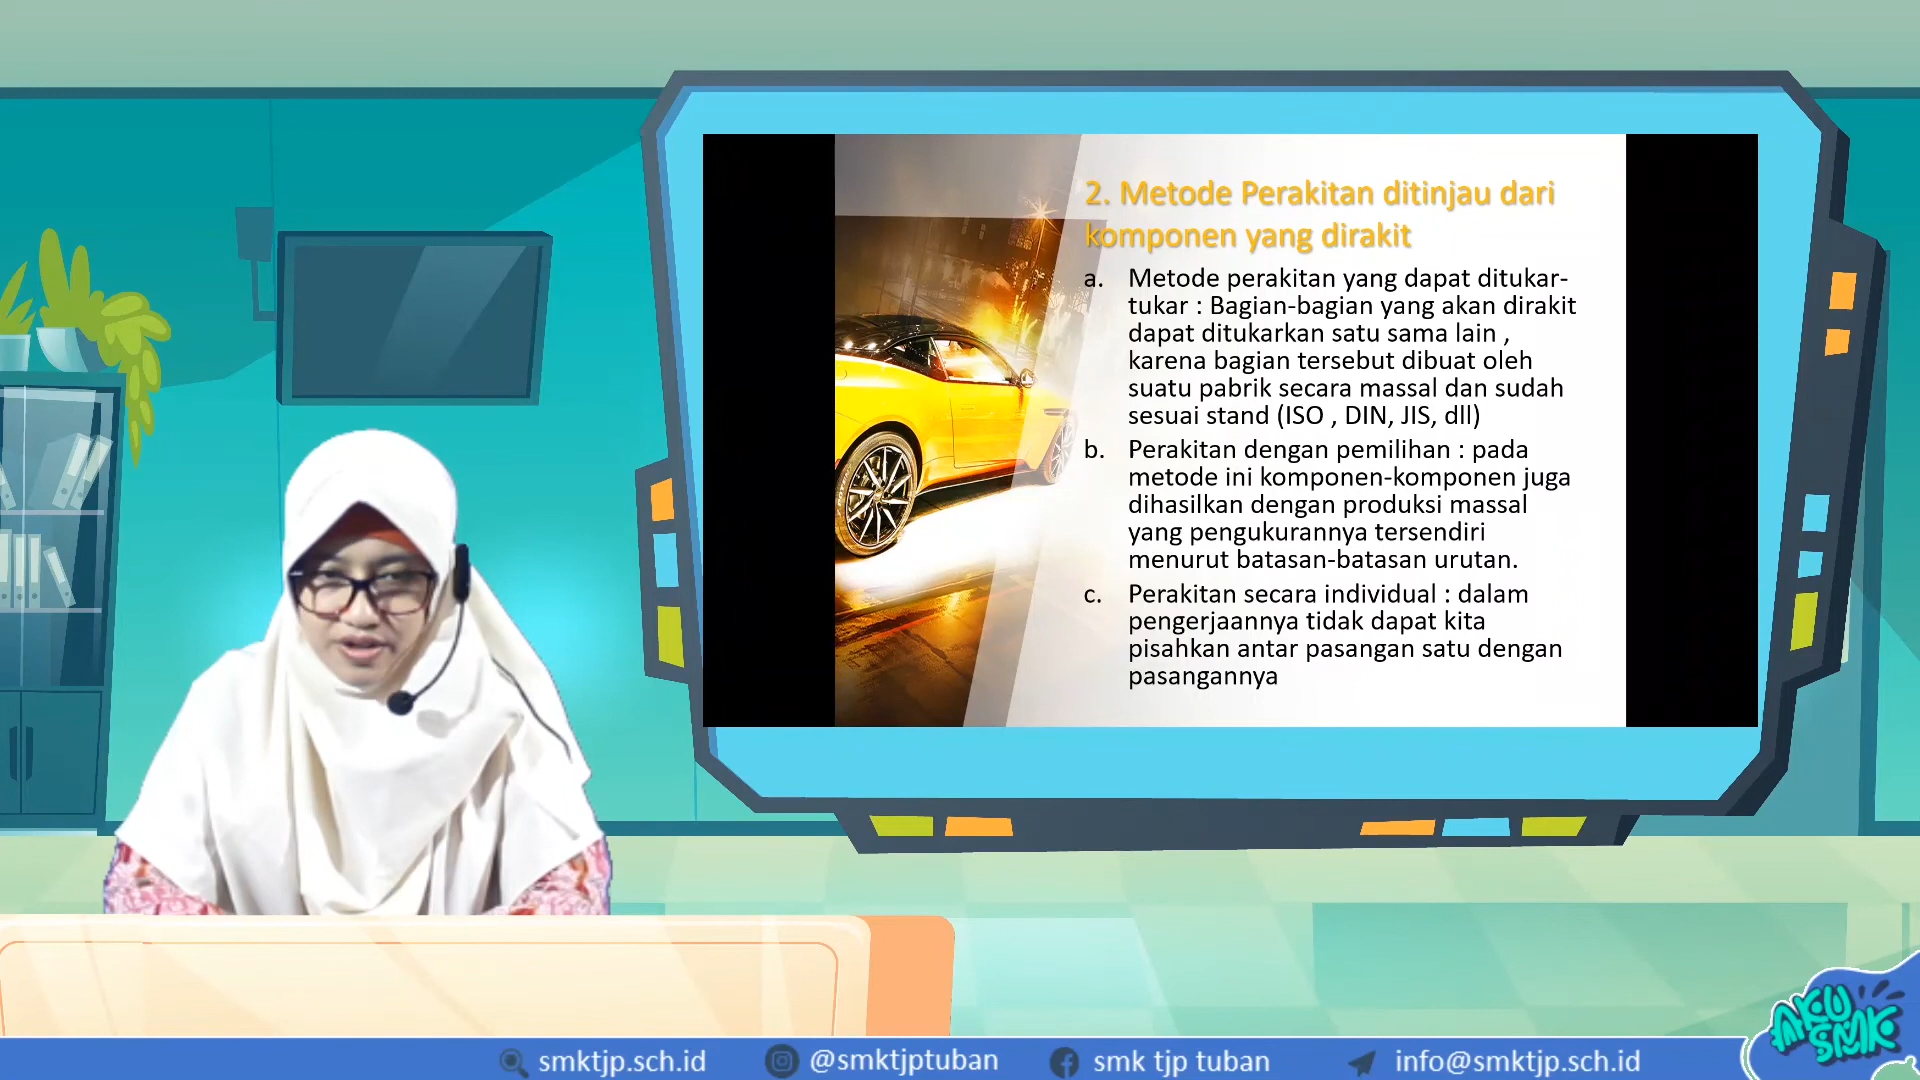 2. Metode Perakitan ditinjau dari
komponen yang dirakit
a. Metode perakitan yang dapat ditukar-
tukar : Bagian-bagian yang akan dirakit
dapat ditukarkan satu sama lain ,
karena bagian tersebut dibuat oleh
suatu pabrik secara massal dan sudah
sesuai stand (ISO , DIN, JIS, dll)
b. Perakitan dengan pemilihan : pada
metode ini komponen-komponen juga
dihasilkan dengan produksi massal
yang pengukurannya tersendiri
menurut batasan-batasan urutan.
c. Perakitan secara individual : dalam
pengerjaannya tidak dapat kita
pisahkan antar pasangan satu dengan
pasangannya
smktjp.sch.id @smktjptuban smk tjp tuban info@smktjp.sch.id
AKU
SMK